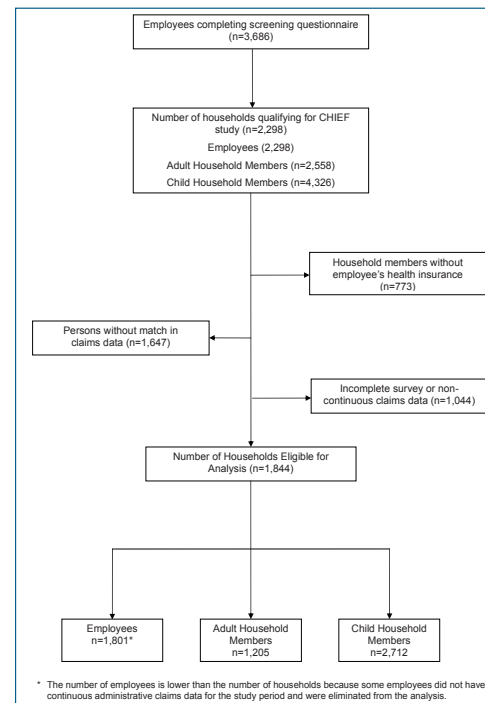 Employees completing screening questionnaire
(n=3,686)
Number of households qualifying for CHIEF
study (n=2,298)
Employees (2,298)
Adult Household Members (n=2,558)
Child Household Members (n=4,326)
Household members without
employee's health insurance
(n=773)
Persons without match in
claims data (n=1,647)
Incomplete survey or non-
continuous claims data (n=1,044)
Number of Households Eligible for
Analysis (n=1,844)
Employees
n=1,801*
Adult Household
Members
n=1,205
Child Household
Members
n=2,712
* The number of employees is lower than the number of households because some employees did not have
continuous administrative claims data for the study period and were eliminated from the analysis.